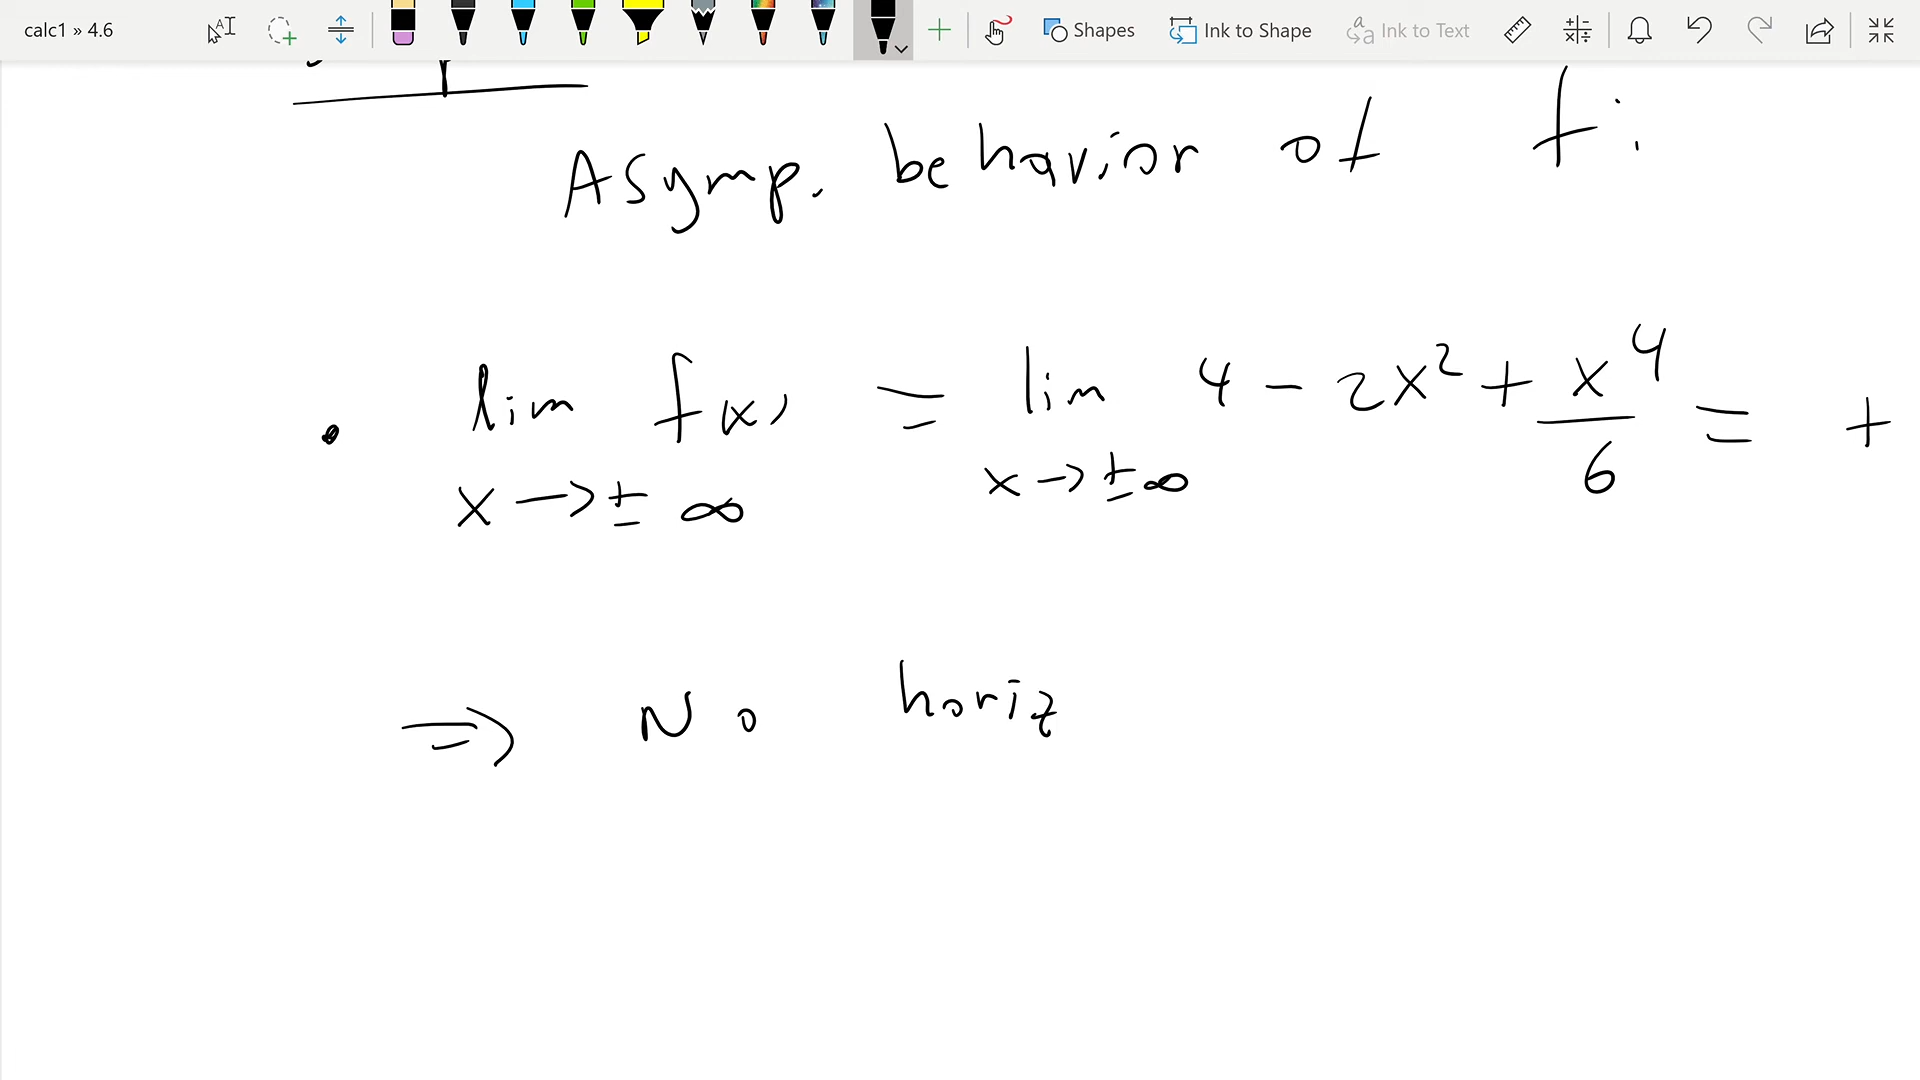 calc1 » 4.6 Shapes Ink to Shape Ink to Text
Asymp. behavior of f:
• lim f(x) = lim 4 - 2x² + x⁴/6 = +
x → ± ∞ x → ± ∞
⇒ No horiz